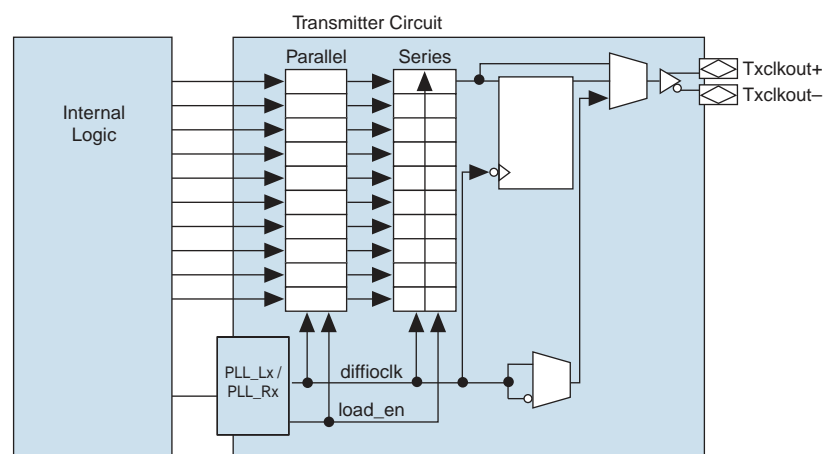 Transmitter Circuit
Parallel
Series
Txclkout+
Txclkout–
Internal
Logic
PLL_Lx /
PLL_Rx
diffioclk
load_en